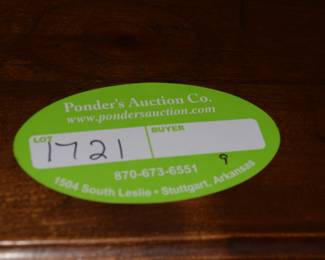 Ponder's Auction Co.
www.pondersauction.com
LOT BUYER
1721 9
870-673-6551
1504 South Leslie • Stuttgart, Arkansas